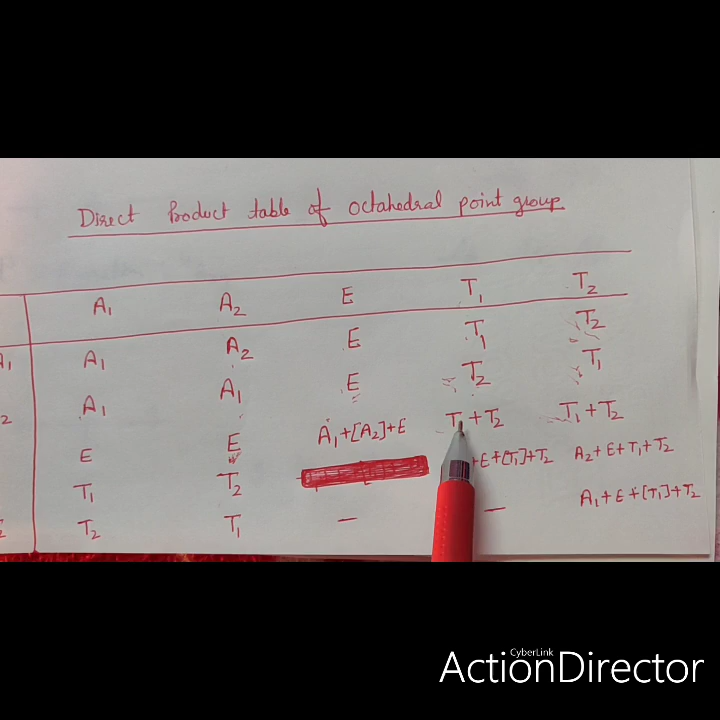 Direct Product table of octahedral point group
A₁ A₂ E T₁ T₂
A₁ A₁ A₂ E T₁ T₂
2 A₁ A₁ E T₂ T₁
E E A₁+[A₂]+E T₁+T₂ T₁+T₂
T₁ T₂ +E+[T₁]+T₂ A₂+E+T₁+T₂
T₂ T₁ — — A₁+E+[T₁]+T₂
CyberLink
ActionDirector